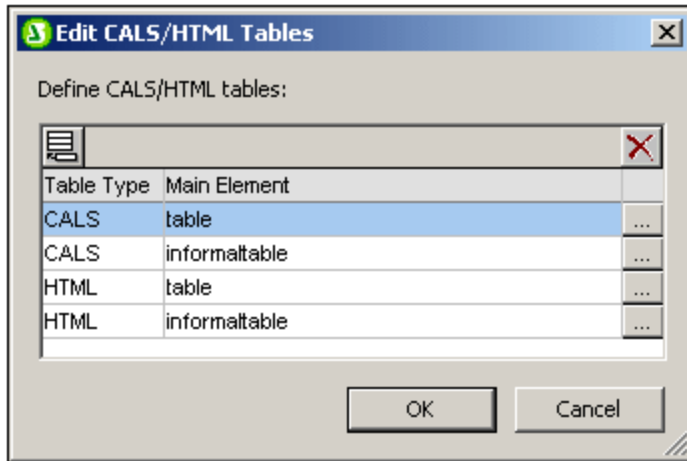 Edit CALS/HTML Tables
Define CALS/HTML tables:
Table Type Main Element
CALS table ...
CALS informaltable ...
HTML table ...
HTML informaltable ...
OK Cancel